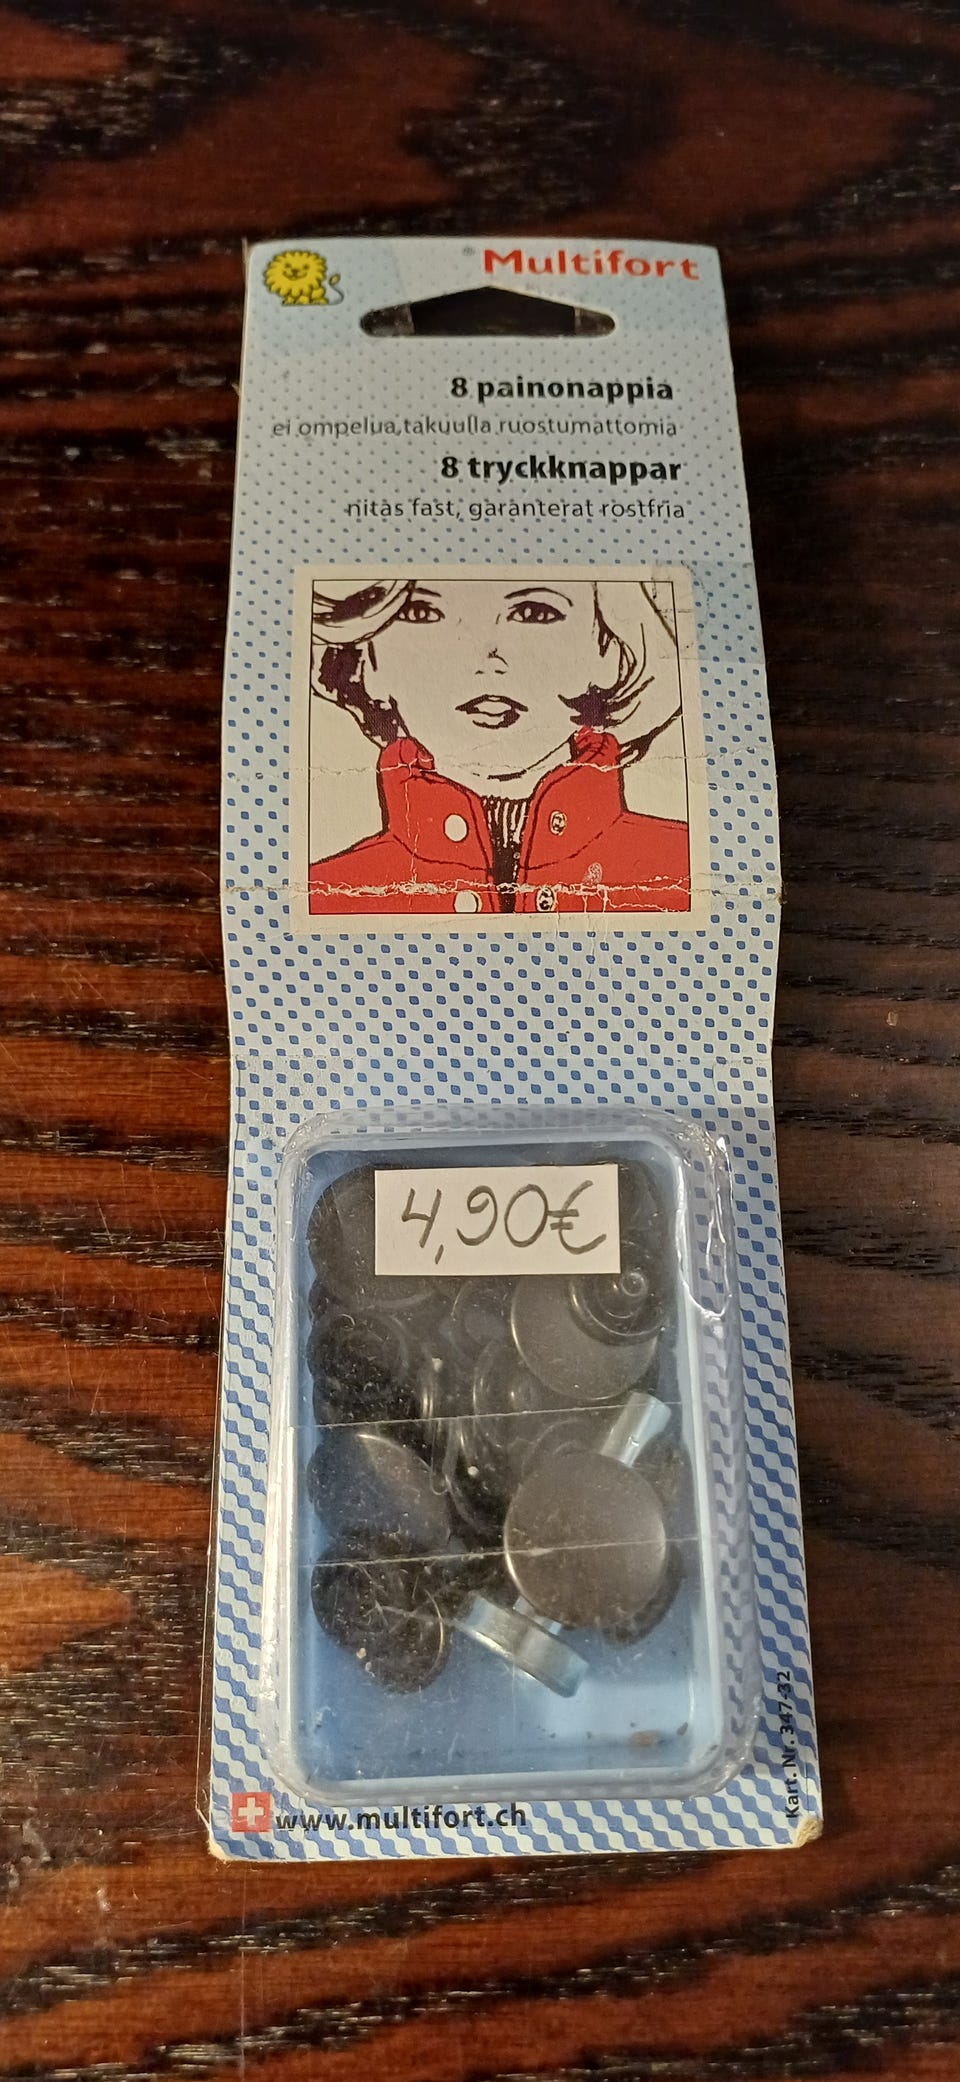 ® Multifort
8 painonappia
ei ompelua, takuulla ruostumattomia
8 tryckknappar
nitas fast, garanterat rostfria
4,90€
Kart. Nr. 347-32
www.multifort.ch